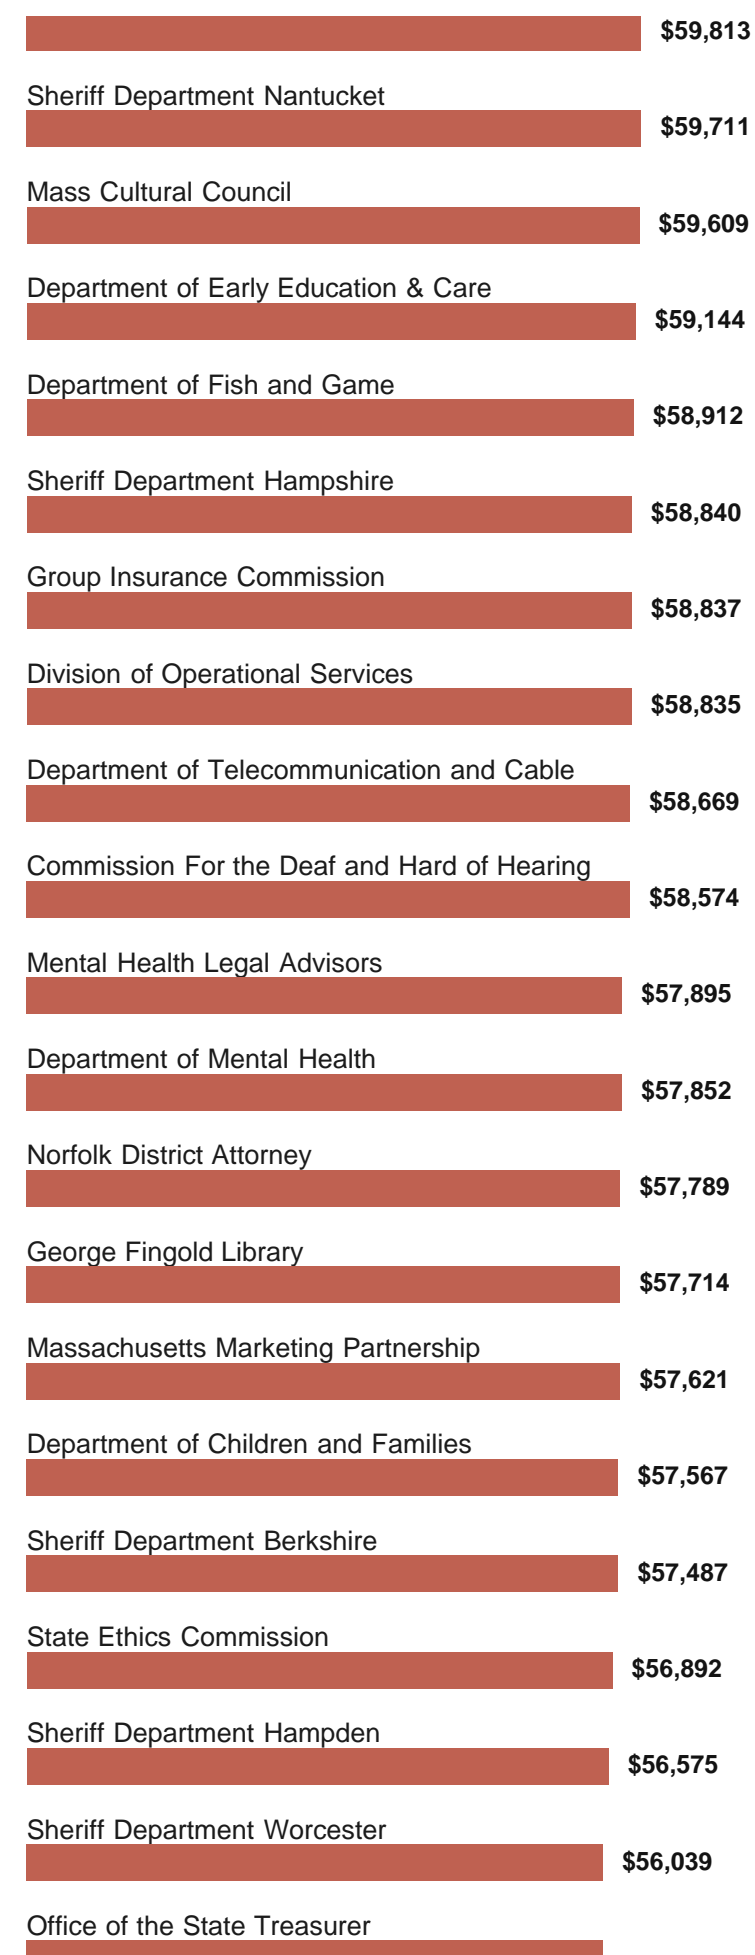 $59,813
Sheriff Department Nantucket
$59,711
Mass Cultural Council
$59,609
Department of Early Education & Care
$59,144
Department of Fish and Game
$58,912
Sheriff Department Hampshire
$58,840
Group Insurance Commission
$58,837
Division of Operational Services
$58,835
Department of Telecommunication and Cable
$58,669
Commission For the Deaf and Hard of Hearing
$58,574
Mental Health Legal Advisors
$57,895
Department of Mental Health
$57,852
Norfolk District Attorney
$57,789
George Fingold Library
$57,714
Massachusetts Marketing Partnership
$57,621
Department of Children and Families
$57,567
Sheriff Department Berkshire
$57,487
State Ethics Commission
$56,892
Sheriff Department Hampden
$56,575
Sheriff Department Worcester
$56,039
Office of the State Treasurer